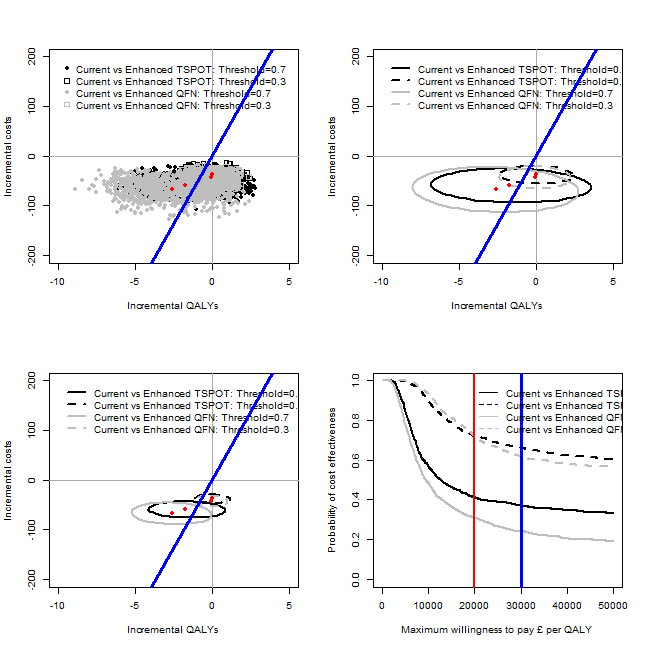 200
100
0
-100
-200
-10
-5
0
5
Incremental costs
Incremental QALYs
Current vs Enhanced TSPOT: Threshold=0.7
Current vs Enhanced TSPOT: Threshold=0.3
Current vs Enhanced QFN: Threshold=0.7
Current vs Enhanced QFN: Threshold=0.3
200
100
0
-100
-200
-10
-5
0
5
Incremental costs
Incremental QALYs
Current vs Enhanced TSPOT: Threshold=0.
Current vs Enhanced TSPOT: Threshold=0.
Current vs Enhanced QFN: Threshold=0.7
Current vs Enhanced QFN: Threshold=0.3
200
100
0
-100
-200
-10
-5
0
5
Incremental costs
Incremental QALYs
Current vs Enhanced TSPOT: Threshold=0.
Current vs Enhanced TSPOT: Threshold=0.
Current vs Enhanced QFN: Threshold=0.7
Current vs Enhanced QFN: Threshold=0.3
1.0
0.8
0.6
0.4
0.2
0.0
0
10000
20000
30000
40000
50000
Probability of cost effectiveness
Maximum willingness to pay £ per QALY
Current vs Enhanced TS
Current vs Enhanced TS
Current vs Enhanced QF
Current vs Enhanced QF